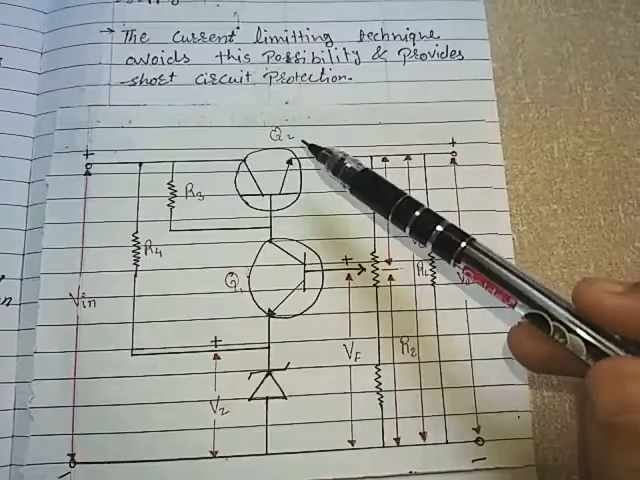 → The current limitting technique
avoids this possibility & provides
short circuit Protection.
Q2
+
+
R3
R4
Q1
+
RL
Vin
+
VF
R2
VZ
-
-